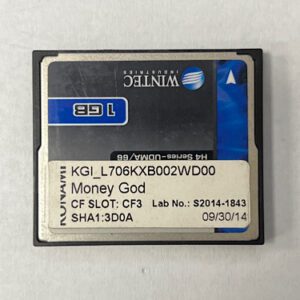 WINTEC
INDUSTRIES
1 GB
H4 Series-UDMA/66
KONAMI
KGI_L706KXB002WD00
Money God
CF SLOT: CF3 Lab No.: S2014-1843
SHA1:3D0A 09/30/14